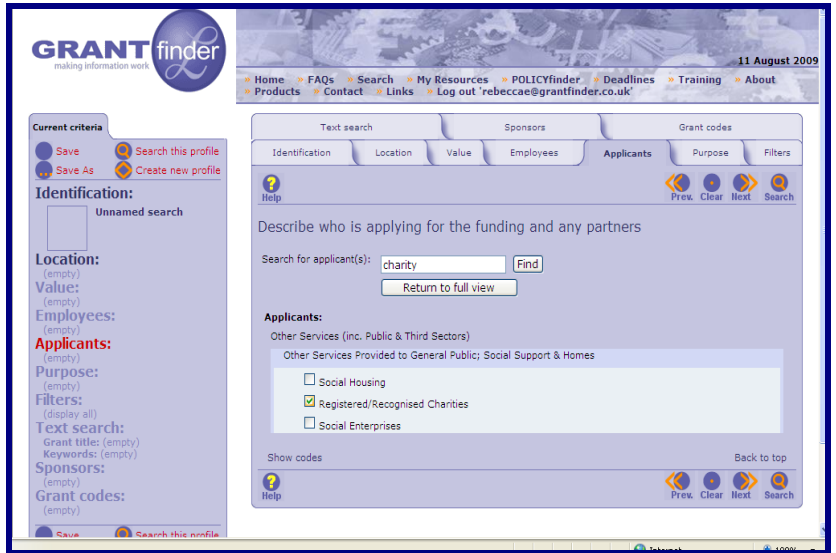 GRANT finder
making information work
11 August 2009
» Home » FAQs » Search » My Resources » POLICYfinder » Deadlines » Training » About
» Products » Contact » Links » Log out 'rebeccae@grantfinder.co.uk'
Current criteria
Save Search this profile
Save As Create new profile
Identification:
Unnamed search
Location:
(empty)
Value:
(empty)
Employees:
(empty)
Applicants:
(empty)
Purpose:
(empty)
Filters:
(display all)
Text search:
Grant title: (empty)
Keywords: (empty)
Sponsors:
(empty)
Grant codes:
(empty)
Save Search this profile
Text search Sponsors Grant codes
Identification Location Value Employees Applicants Purpose Filters
?
Help Prev. Clear Next Search
Describe who is applying for the funding and any partners
Search for applicant(s): charity Find
Return to full view
Applicants:
Other Services (inc. Public & Third Sectors)
Other Services Provided to General Public; Social Support & Homes
Social Housing
Registered/Recognised Charities
Social Enterprises
Show codes Back to top
?
Help Prev. Clear Next Search
Internet 100%